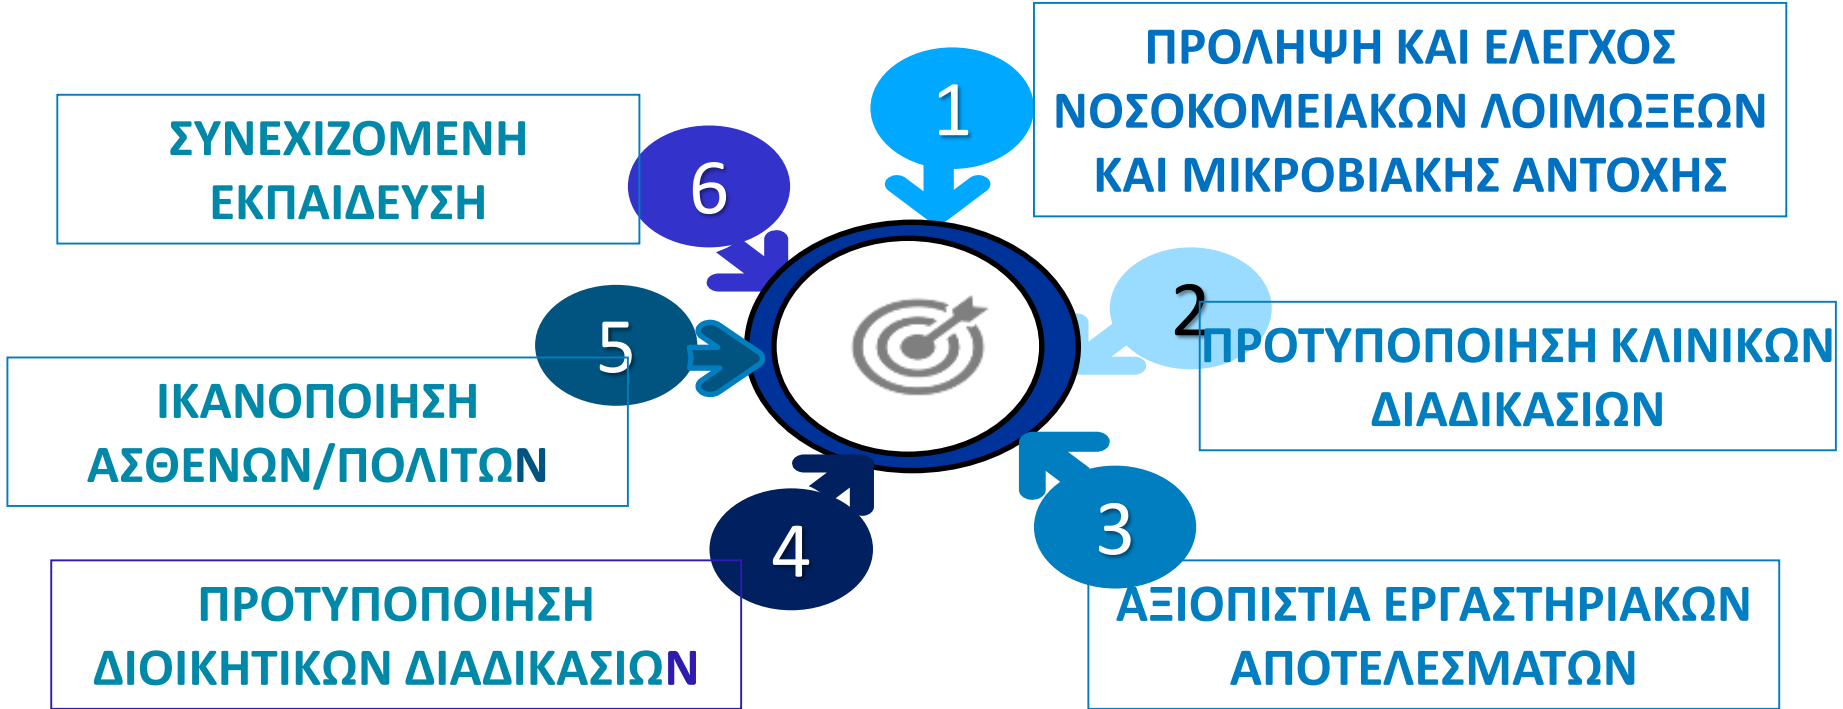 1
ΠΡΟΛΗΨΗ ΚΑΙ ΕΛΕΓΧΟΣ
ΝΟΣΟΚΟΜΕΙΑΚΩΝ ΛΟΙΜΩΞΕΩΝ
ΚΑΙ ΜΙΚΡΟΒΙΑΚΗΣ ΑΝΤΟΧΗΣ
2
ΠΡΟΤΥΠΟΠΟΙΗΣΗ ΚΛΙΝΙΚΩΝ
ΔΙΑΔΙΚΑΣΙΩΝ
3
ΑΞΙΟΠΙΣΤΙΑ ΕΡΓΑΣΤΗΡΙΑΚΩΝ
ΑΠΟΤΕΛΕΣΜΑΤΩΝ
4
ΠΡΟΤΥΠΟΠΟΙΗΣΗ
ΔΙΟΙΚΗΤΙΚΩΝ ΔΙΑΔΙΚΑΣΙΩΝ
5
ΙΚΑΝΟΠΟΙΗΣΗ
ΑΣΘΕΝΩΝ/ΠΟΛΙΤΩΝ
6
ΣΥΝΕΧΙΖΟΜΕΝΗ
ΕΚΠΑΙΔΕΥΣΗ